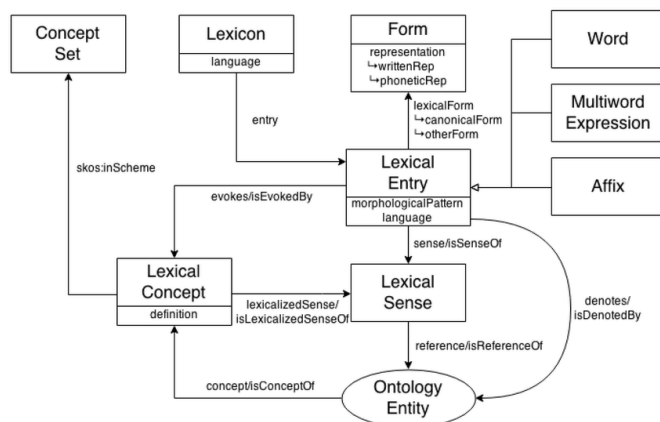 Concept
Set
Lexicon
language
Form
representation
↳writtenRep
↳phoneticRep
Word
Multiword
Expression
Affix
entry
lexicalForm
↳canonicalForm
↳otherForm
skos:inScheme
Lexical
Entry
morphologicalPattern
language
evokes/isEvokedBy
sense/isSenseOf
Lexical
Concept
definition
lexicalizedSense/
isLexicalizedSenseOf
Lexical
Sense
denotes/
isDenotedBy
reference/isReferenceOf
concept/isConceptOf
Ontology
Entity